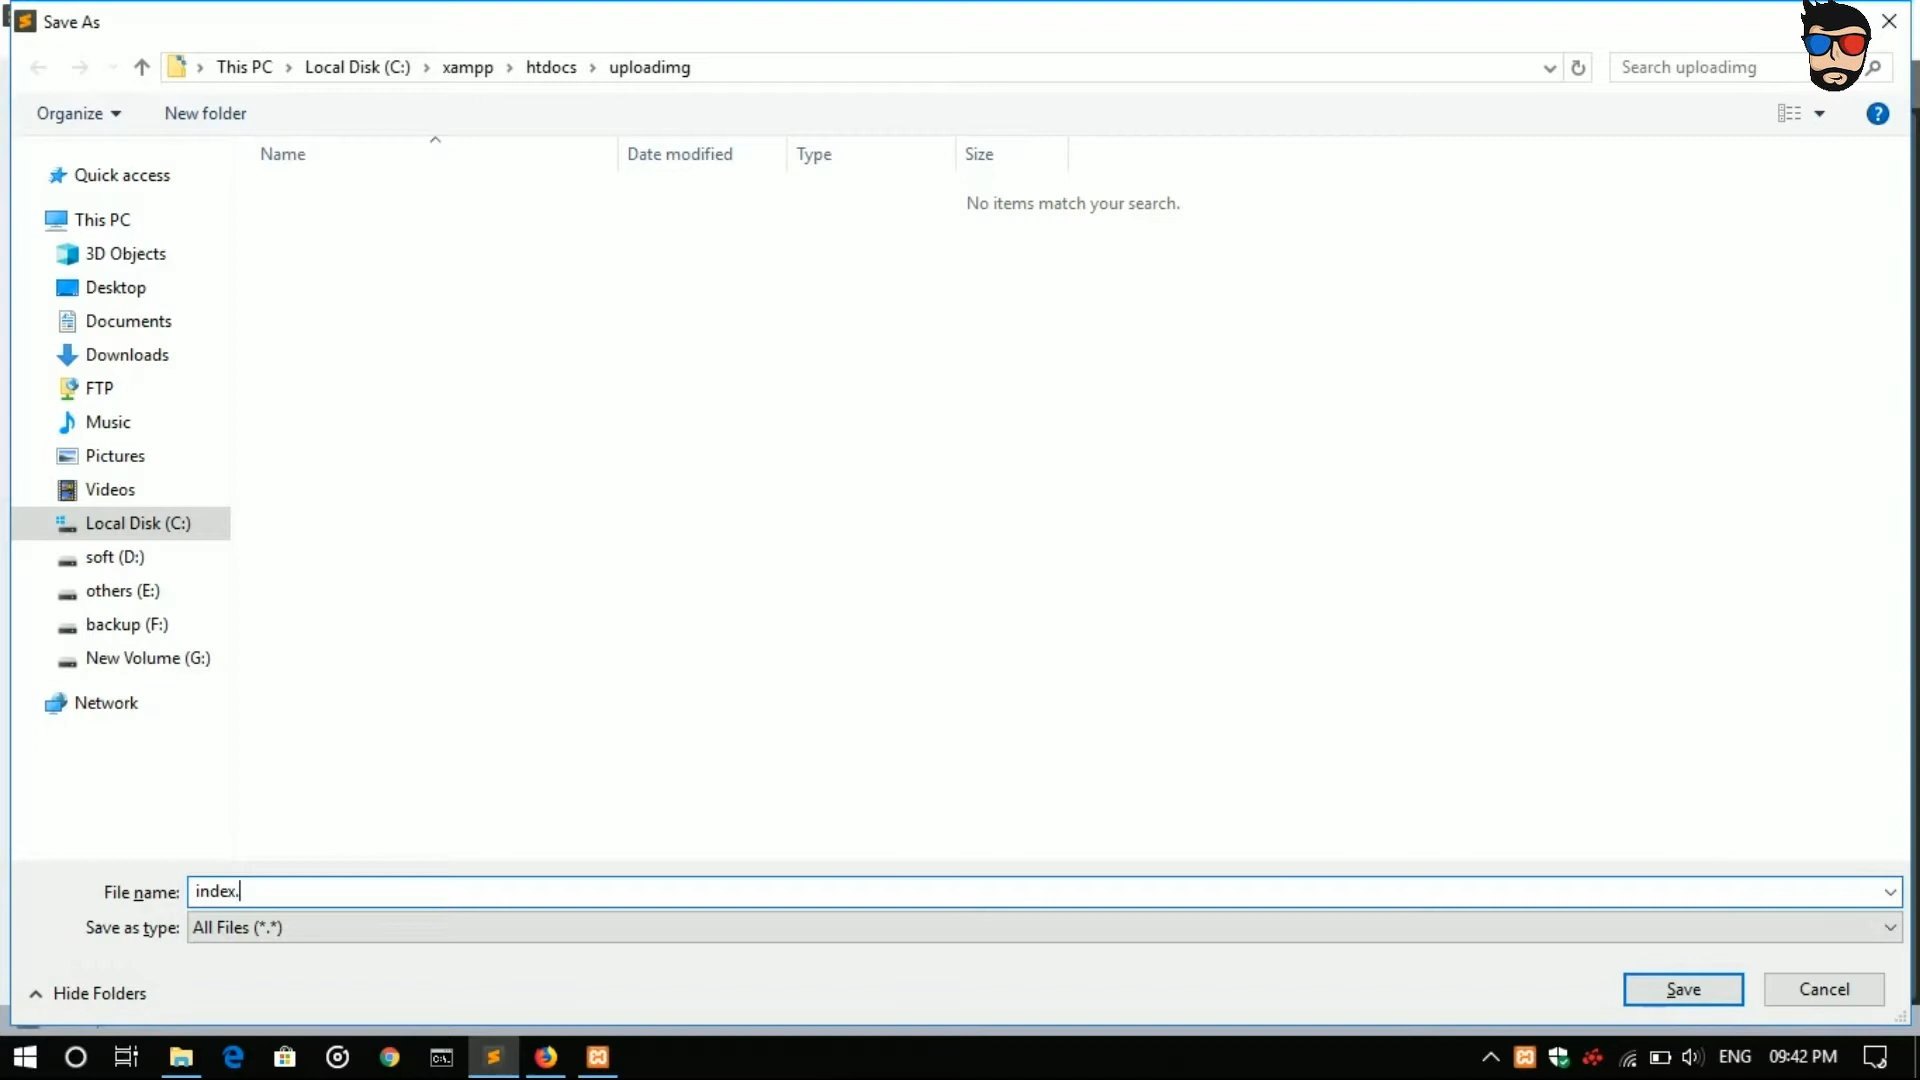 Save As
This PC > Local Disk (C:) > xampp > htdocs > uploadimg
Search uploadimg
Organize
New folder
Name
Date modified
Type
Size
No items match your search.
Quick access
This PC
3D Objects
Desktop
Documents
Downloads
FTP
Music
Pictures
Videos
Local Disk (C:)
soft (D:)
others (E:)
backup (F:)
New Volume (G:)
Network
File name: index.
Save as type: All Files (*.*)
Hide Folders
Save
Cancel
ENG
09:42 PM